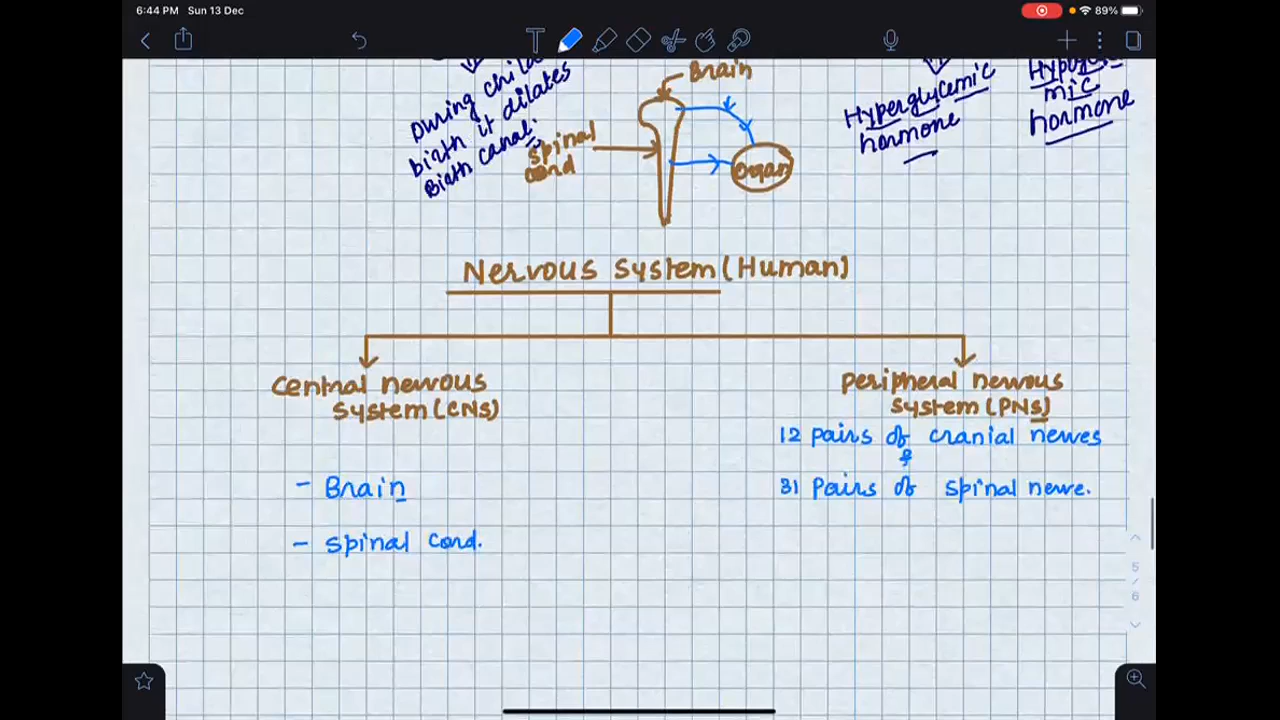 6:44 PM Sun 13 Dec
89%
During child
birth it dilates
Birth canal.
Brain
spinal
cord
organ
Hyperglycemic
hormone
mic
hormone
Nervous System (Human)
Central nervous
System (CNS)
- Brain
- spinal cord.
peripheral nervous
System (PNS)
12 pairs of cranial nerves
&
31 Pairs of spinal nerve.
5
/
6